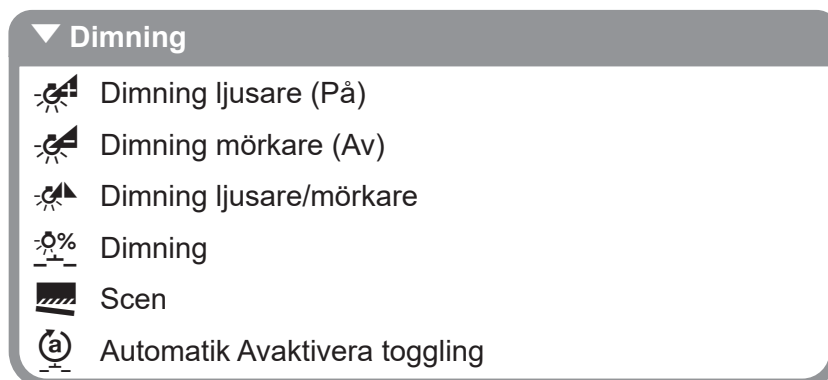 Dimning
Dimning ljusare (På)
Dimning mörkare (Av)
Dimning ljusare/mörkare
% Dimning
Scen
a Automatik Avaktivera toggling